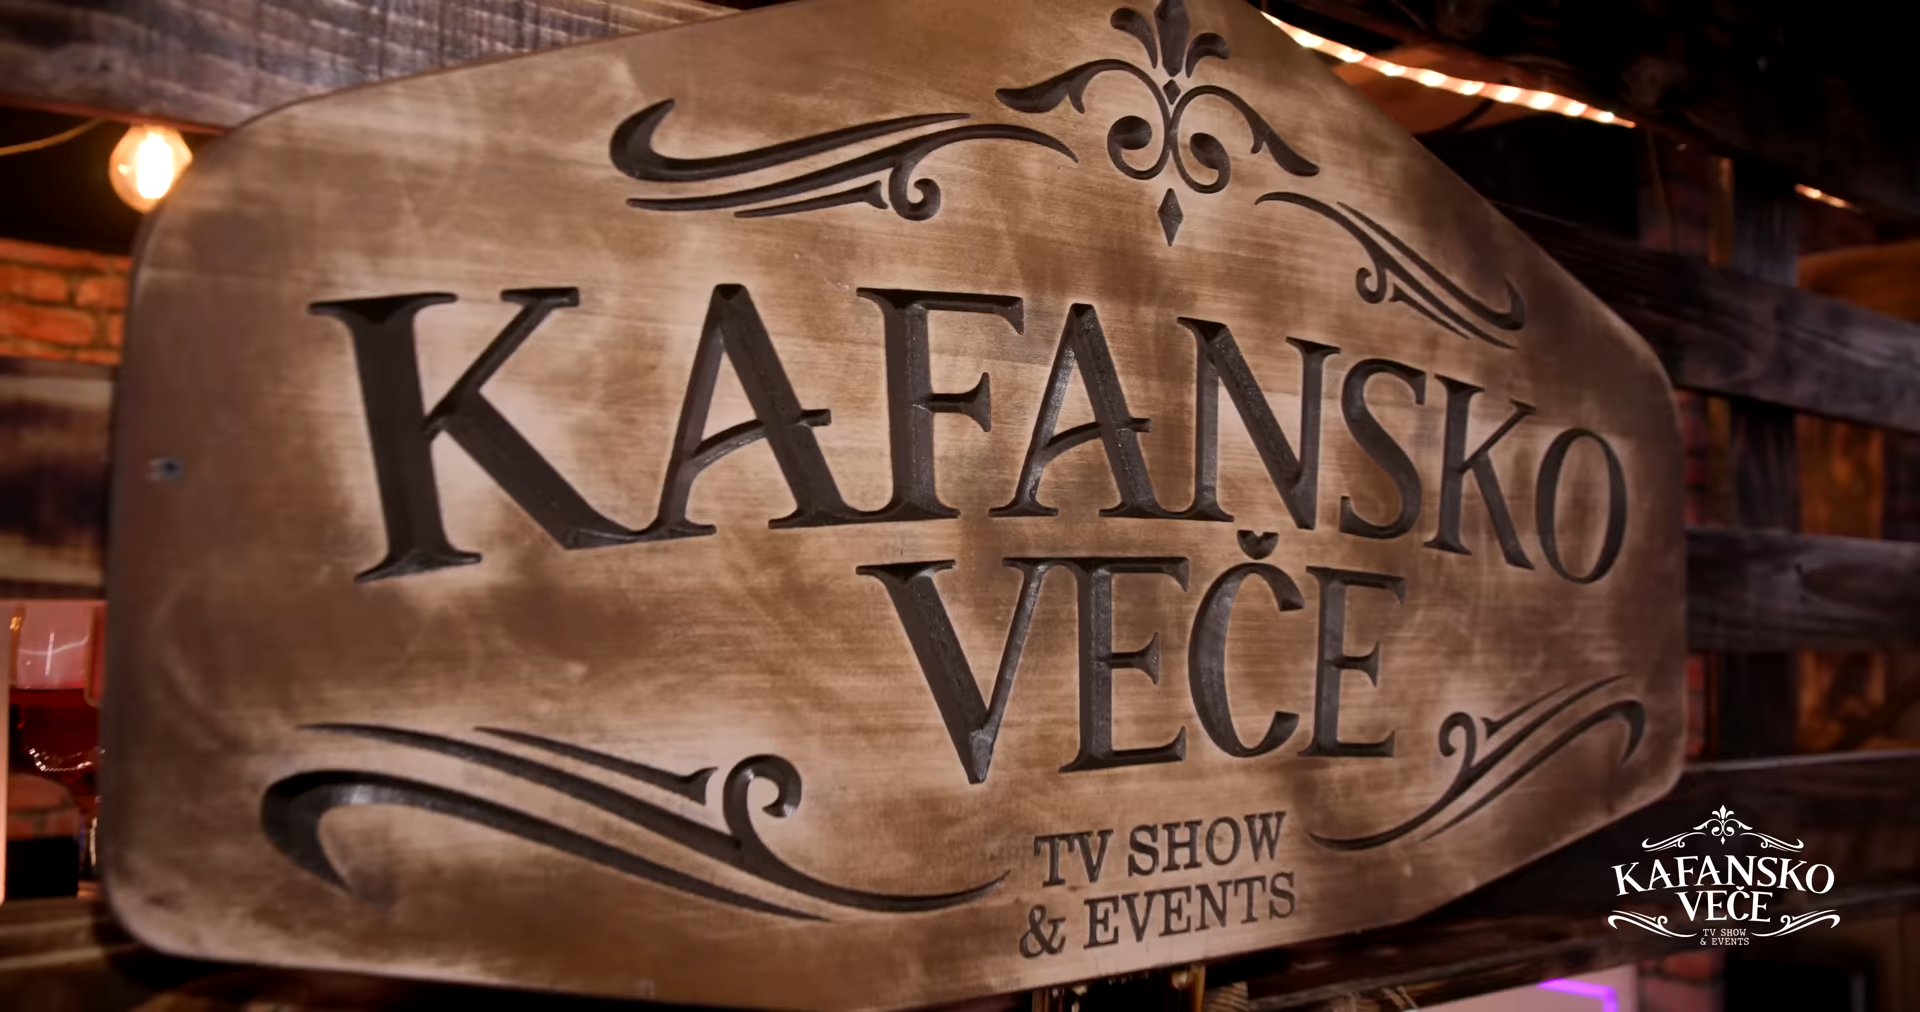 KAFANSKO
VEČE
TV SHOW
& EVENTS
KAFANSKO
VEČE
TV SHOW
& EVENTS